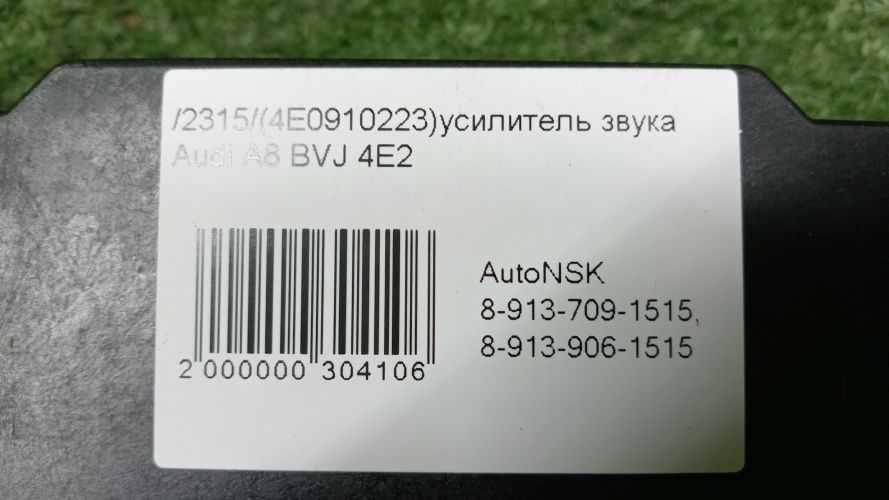 /2315/(4E0910223)усилитель звука
Audi A8 BVJ 4E2
AutoNSK
8-913-709-1515,
8-913-906-1515
2 000000 304106